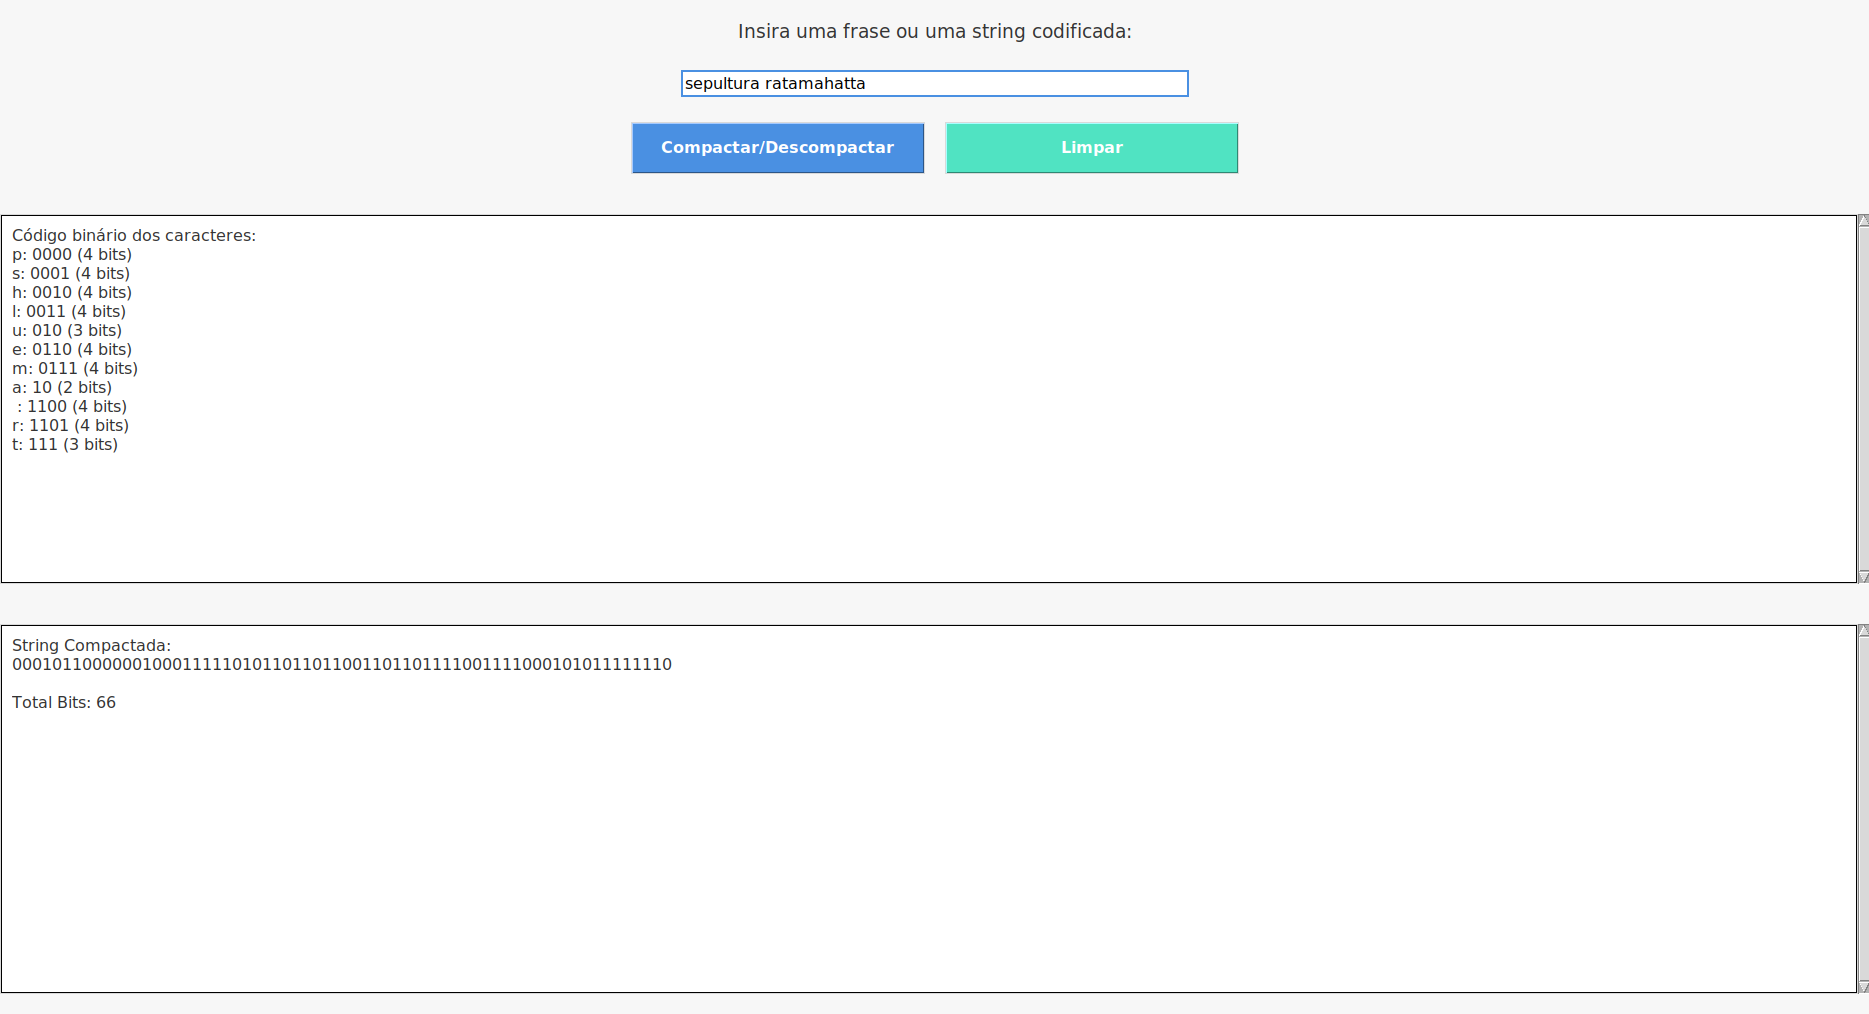 Insira uma frase ou uma string codificada:
sepultura ratamahatta
Compactar/Descompactar Limpar
Código binário dos caracteres:
p: 0000 (4 bits)
s: 0001 (4 bits)
h: 0010 (4 bits)
l: 0011 (4 bits)
u: 010 (3 bits)
e: 0110 (4 bits)
m: 0111 (4 bits)
a: 10 (2 bits)
 : 1100 (4 bits)
r: 1101 (4 bits)
t: 111 (3 bits)
String Compactada:
000101100000010001111101011011011001101101111001111000101011111110
Total Bits: 66